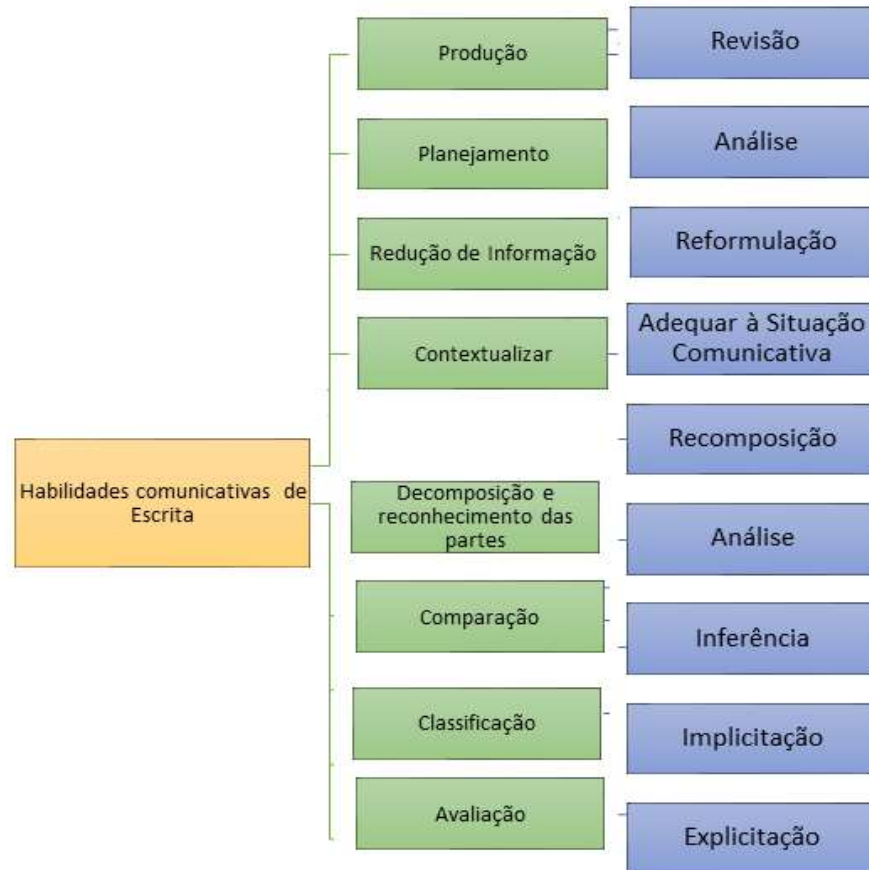 Habilidades comunicativas de
Escrita
Produção
Planejamento
Redução de Informação
Contextualizar
Decomposição e
reconhecimento das
partes
Comparação
Classificação
Avaliação
Revisão
Análise
Reformulação
Adequar à Situação
Comunicativa
Recomposição
Análise
Inferência
Implicitação
Explicitação